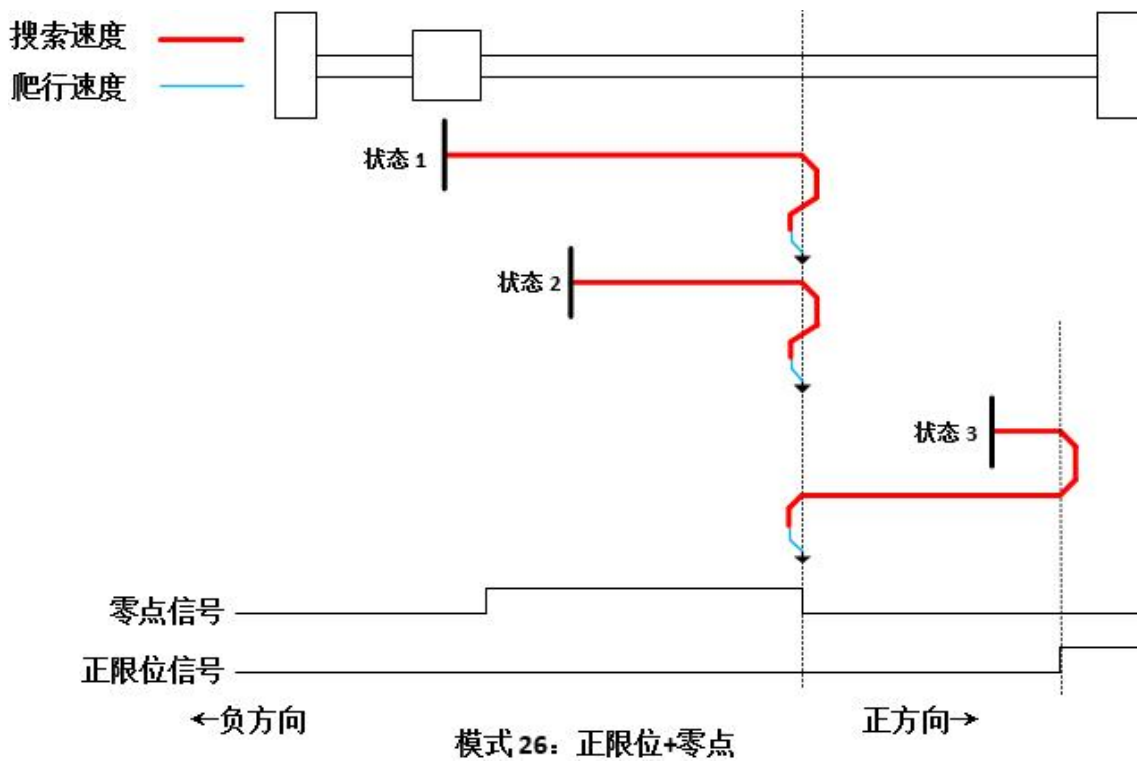 搜索速度
爬行速度
状态 1
状态 2
状态 3
零点信号
正限位信号
←负方向
正方向→
模式 26：正限位+零点